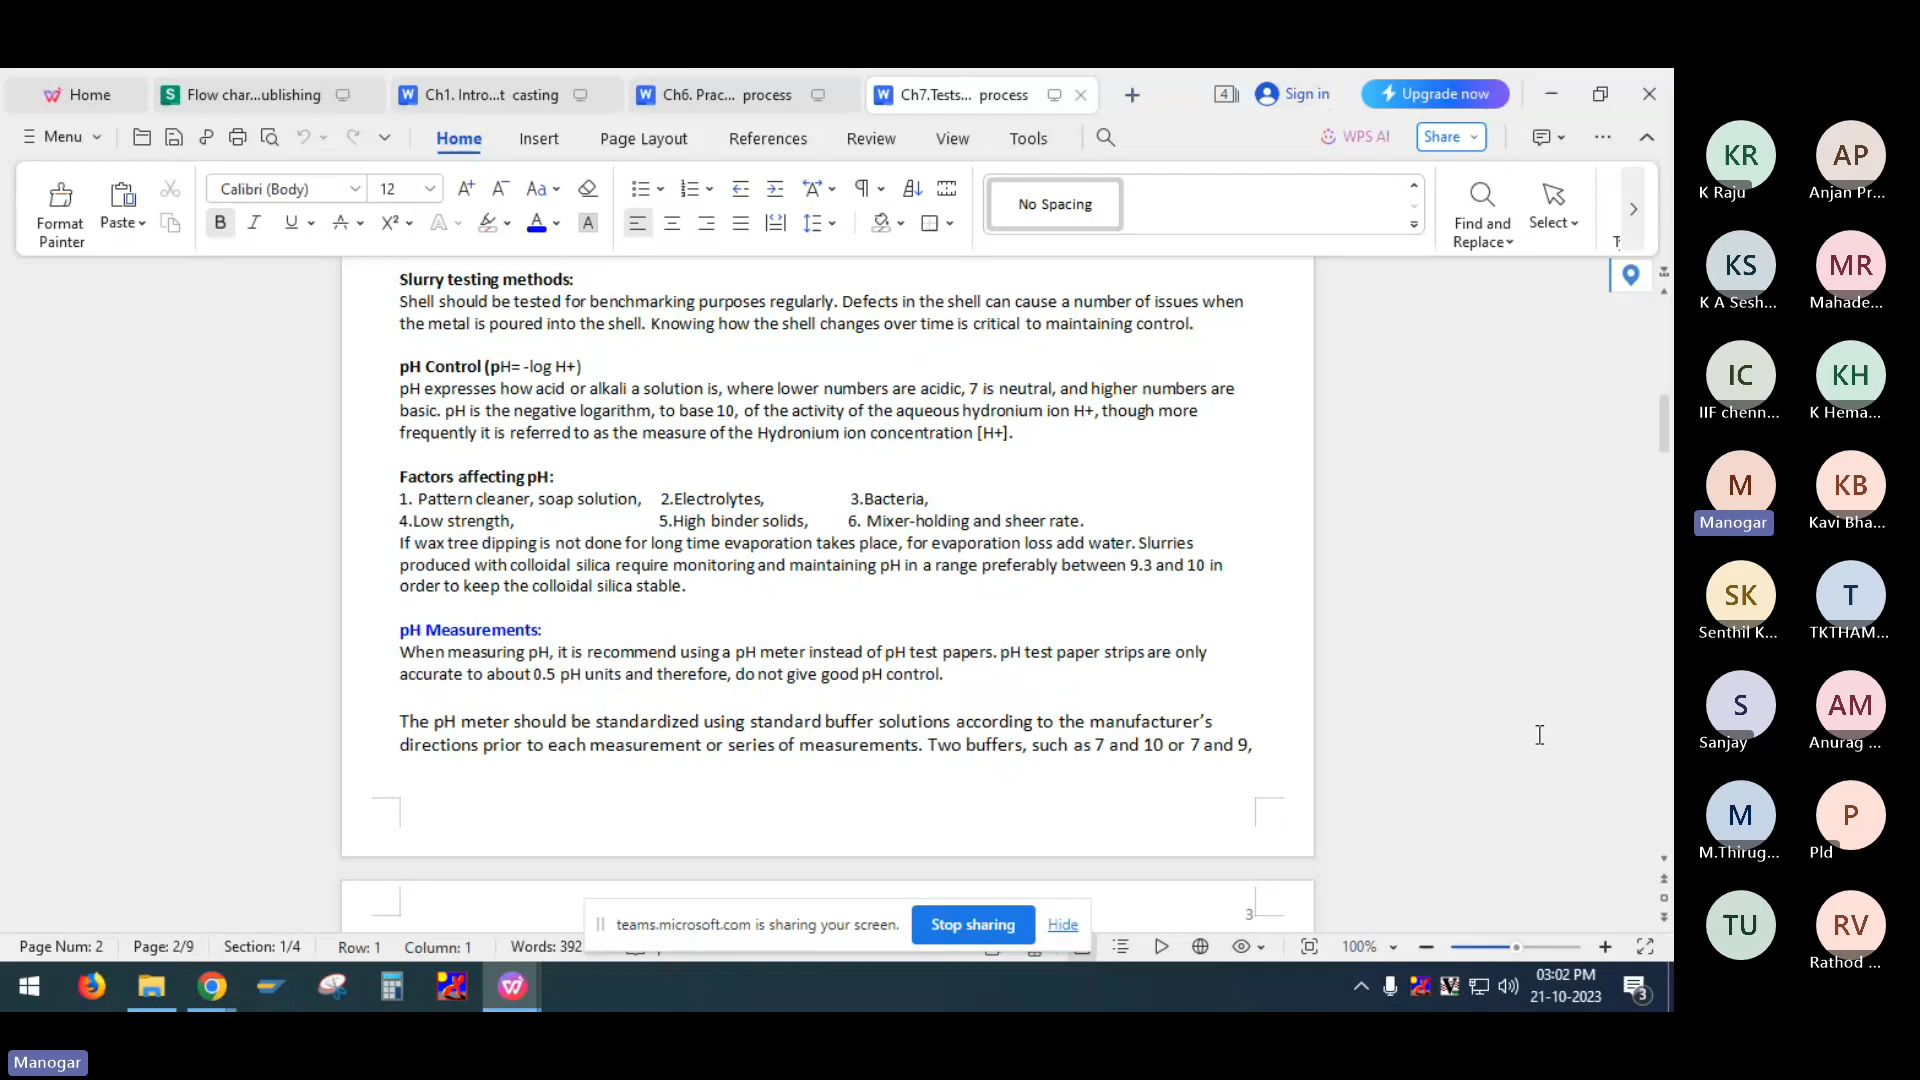 Home
Flow char...ublishing
Ch1. Intro...t casting
Ch6. Prac... process
Ch7.Tests... process
4
Sign in
Upgrade now
Menu
Home
Insert
Page Layout
References
Review
View
Tools
WPS AI
Share
Format
Painter
Paste
Calibri (Body)
12
No Spacing
Find and
Replace
Select
Slurry testing methods:
Shell should be tested for benchmarking purposes regularly. Defects in the shell can cause a number of issues when
the metal is poured into the shell. Knowing how the shell changes over time is critical to maintaining control.
pH Control (pH= -log H+)
pH expresses how acid or alkali a solution is, where lower numbers are acidic, 7 is neutral, and higher numbers are
basic. pH is the negative logarithm, to base 10, of the activity of the aqueous hydronium ion H+, though more
frequently it is referred to as the measure of the Hydronium ion concentration [H+].
Factors affecting pH:
1. Pattern cleaner, soap solution, 2.Electrolytes, 3.Bacteria,
4.Low strength, 5.High binder solids, 6. Mixer-holding and sheer rate.
If wax tree dipping is not done for long time evaporation takes place, for evaporation loss add water. Slurries
produced with colloidal silica require monitoring and maintaining pH in a range preferably between 9.3 and 10 in
order to keep the colloidal silica stable.
pH Measurements:
When measuring pH, it is recommend using a pH meter instead of pH test papers. pH test paper strips are only
accurate to about 0.5 pH units and therefore, do not give good pH control.
The pH meter should be standardized using standard buffer solutions according to the manufacturer's
directions prior to each measurement or series of measurements. Two buffers, such as 7 and 10 or 7 and 9,
3
teams.microsoft.com is sharing your screen.
Stop sharing
Hide
Page Num: 2
Page: 2/9
Section: 1/4
Row: 1
Column: 1
Words: 392
100%
03:02 PM
21-10-2023
3
KR
K Raju
AP
Anjan Pr...
KS
K A Sesh...
MR
Mahade...
IC
IIF chenn...
KH
K Hema...
M
Manogar
KB
Kavi Bha...
SK
Senthil K...
T
TKTHAM...
S
Sanjay
AM
Anurag ...
M
M.Thirug...
P
Pld
TU
RV
Rathod ...
Manogar